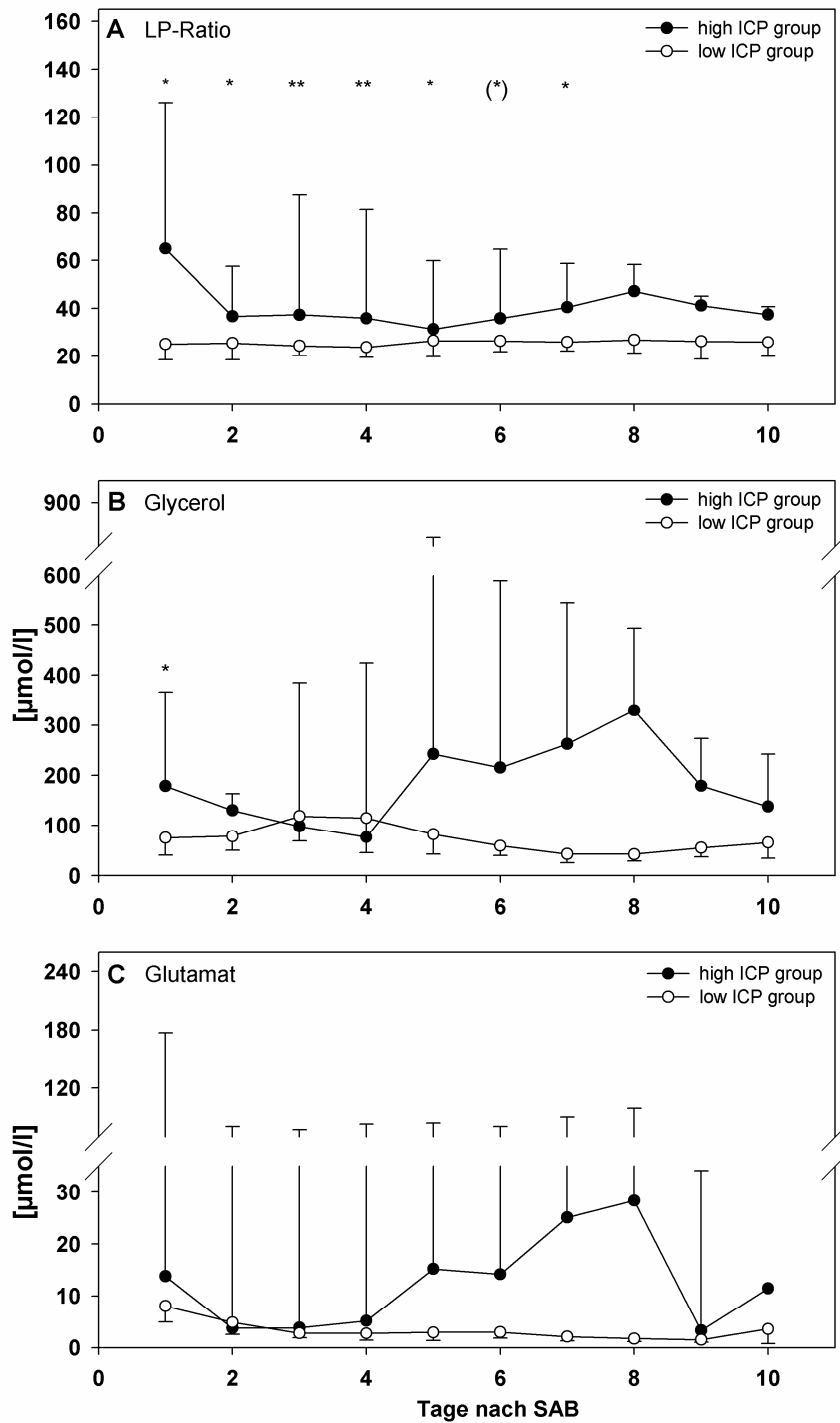 A LP-Ratio
high ICP group
low ICP group
160
140
120
100
80
60
40
20
0
* * ** ** * (*) *
0 2 4 6 8 10
B Glycerol
high ICP group
low ICP group
900
600
500
400
300
200
100
0
[µmol/l]
*
0 2 4 6 8 10
C Glutamat
high ICP group
low ICP group
240
180
120
30
20
10
0
[µmol/l]
0 2 4 6 8 10
Tage nach SAB